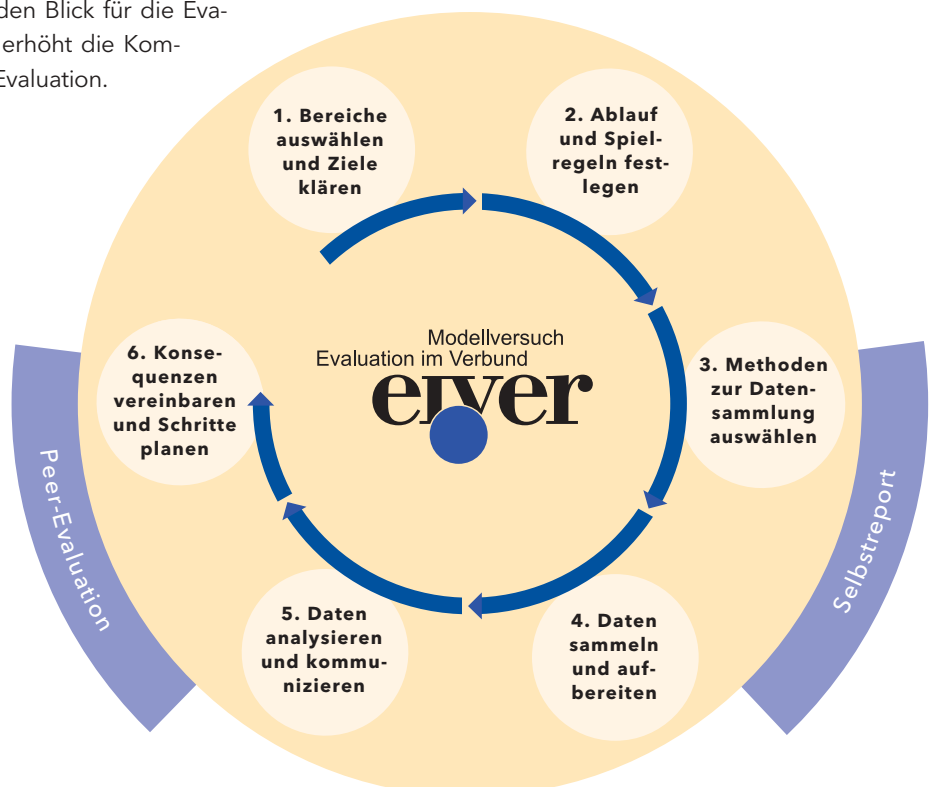 den Blick für die Eva-
erhöht die Kom-
Evaluation.
1. Bereiche
auswählen
und Ziele
klären
2. Ablauf
und Spiel-
regeln fest-
legen
3. Methoden
zur Daten-
sammlung
auswählen
4. Daten
sammeln
und auf-
bereiten
5. Daten
analysieren
und kommu-
nizieren
6. Konse-
quenzen
vereinbaren
und Schritte
planen
Modellversuch
Evaluation im Verbund
eiver
Peer-Evaluation
Selbstreport